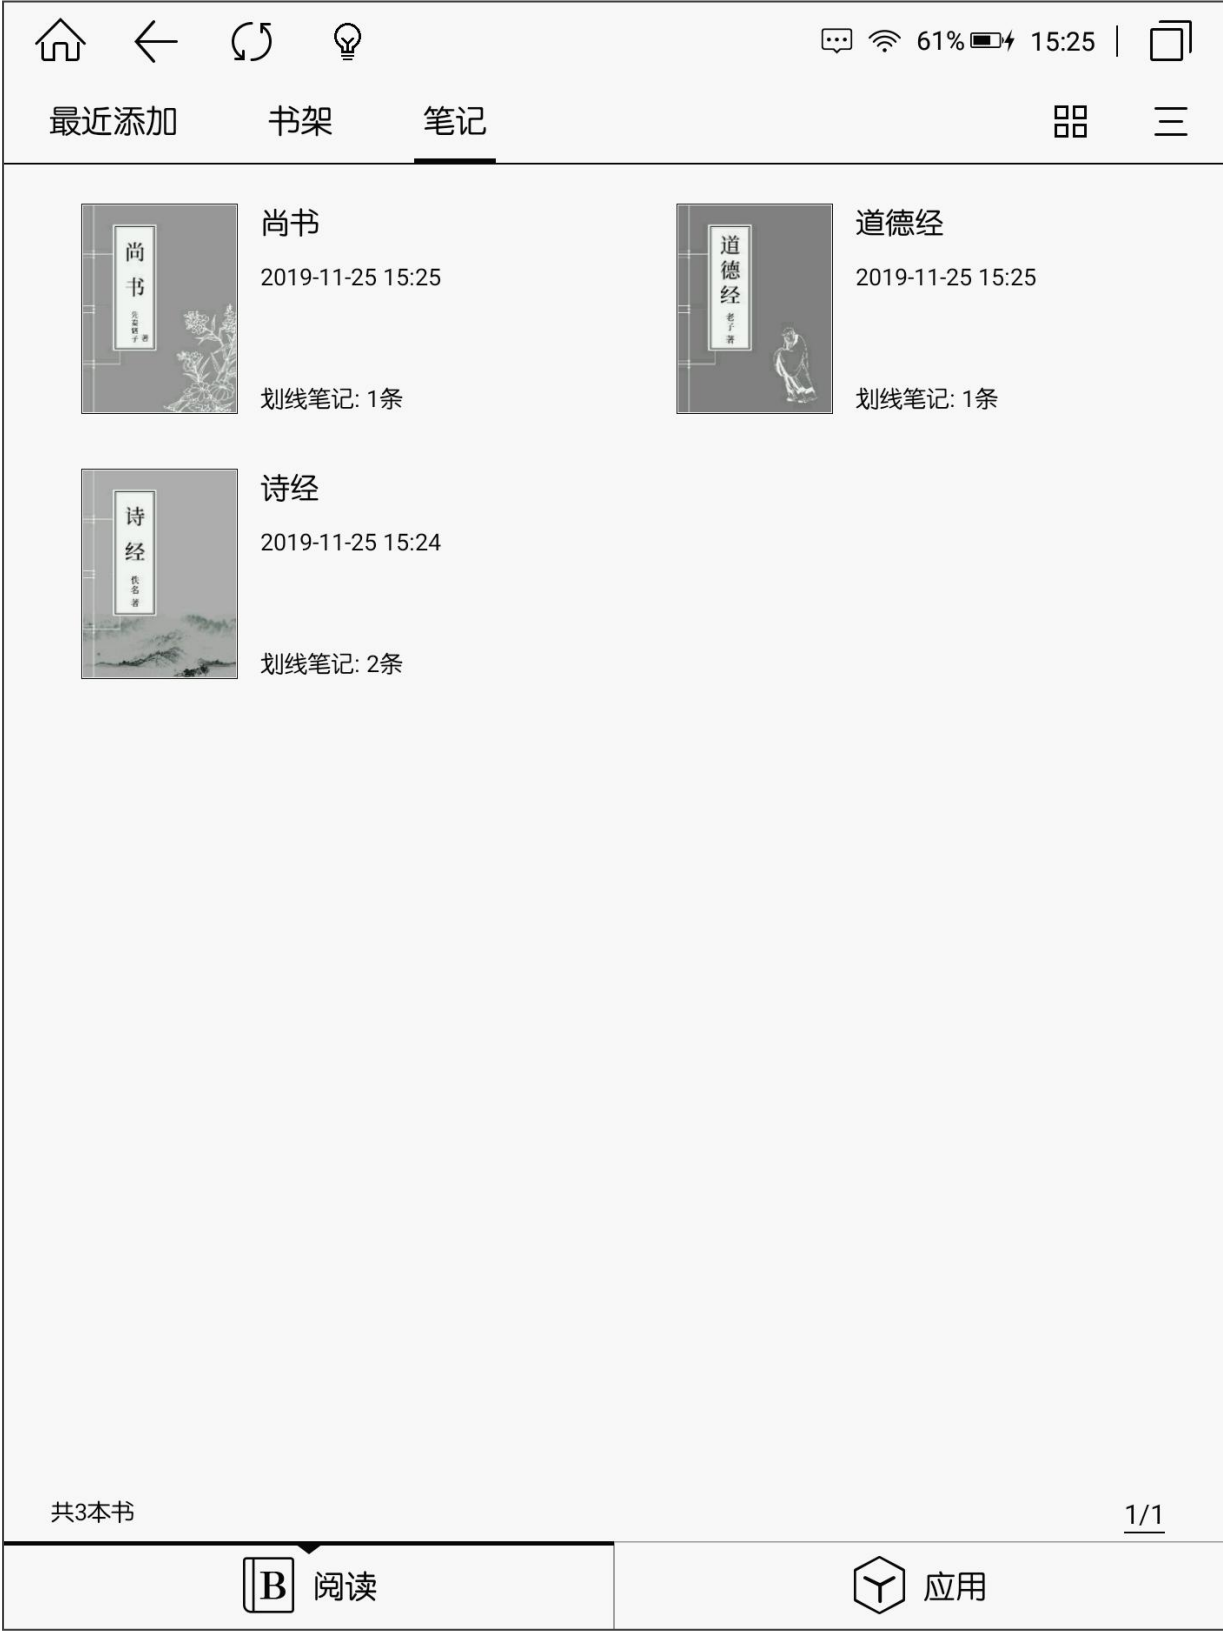 61% 15:25
最近添加 书架 笔记
尚书
2019-11-25 15:25
划线笔记: 1条
尚书
著
道德经
2019-11-25 15:25
划线笔记: 1条
道德经
老子 著
诗经
2019-11-25 15:24
划线笔记: 2条
诗经
佚名 著
共3本书
1/1
B 阅读
应用